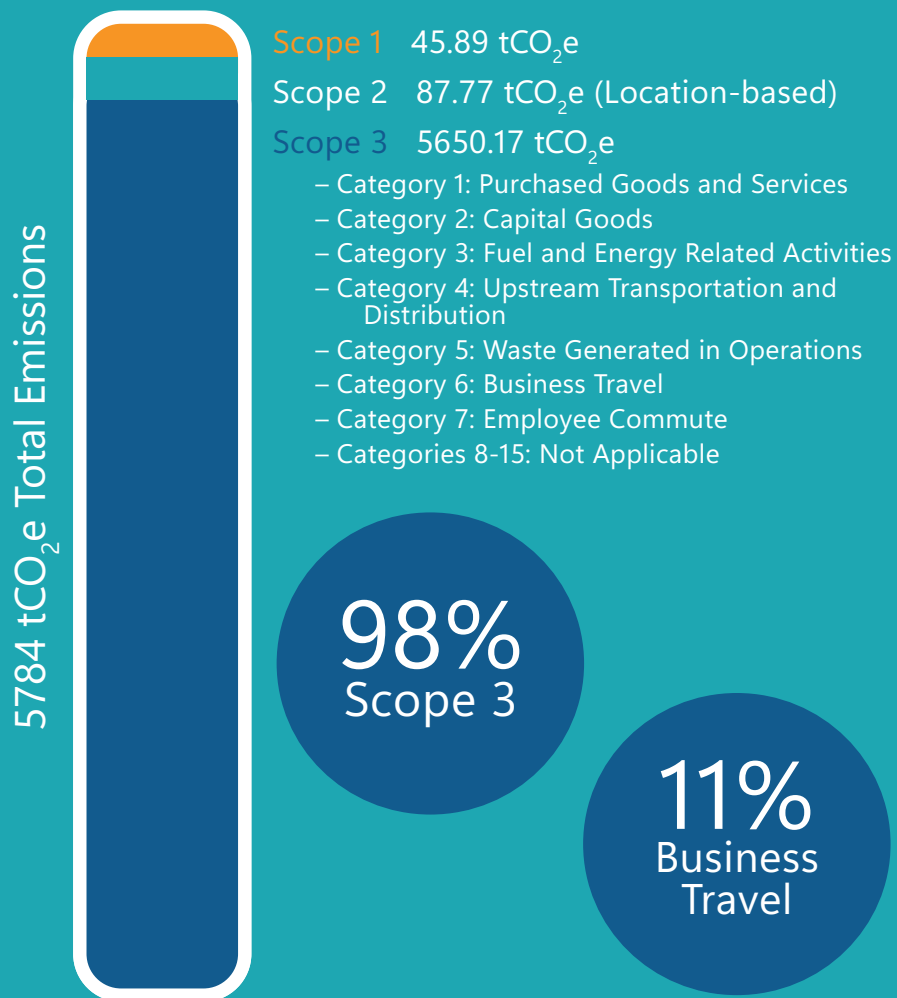 5784 tCO₂e Total Emissions
Scope 1 45.89 tCO₂e
Scope 2 87.77 tCO₂e (Location-based)
Scope 3 5650.17 tCO₂e
– Category 1: Purchased Goods and Services
– Category 2: Capital Goods
– Category 3: Fuel and Energy Related Activities
– Category 4: Upstream Transportation and
Distribution
– Category 5: Waste Generated in Operations
– Category 6: Business Travel
– Category 7: Employee Commute
– Categories 8-15: Not Applicable
98%
Scope 3
11%
Business
Travel